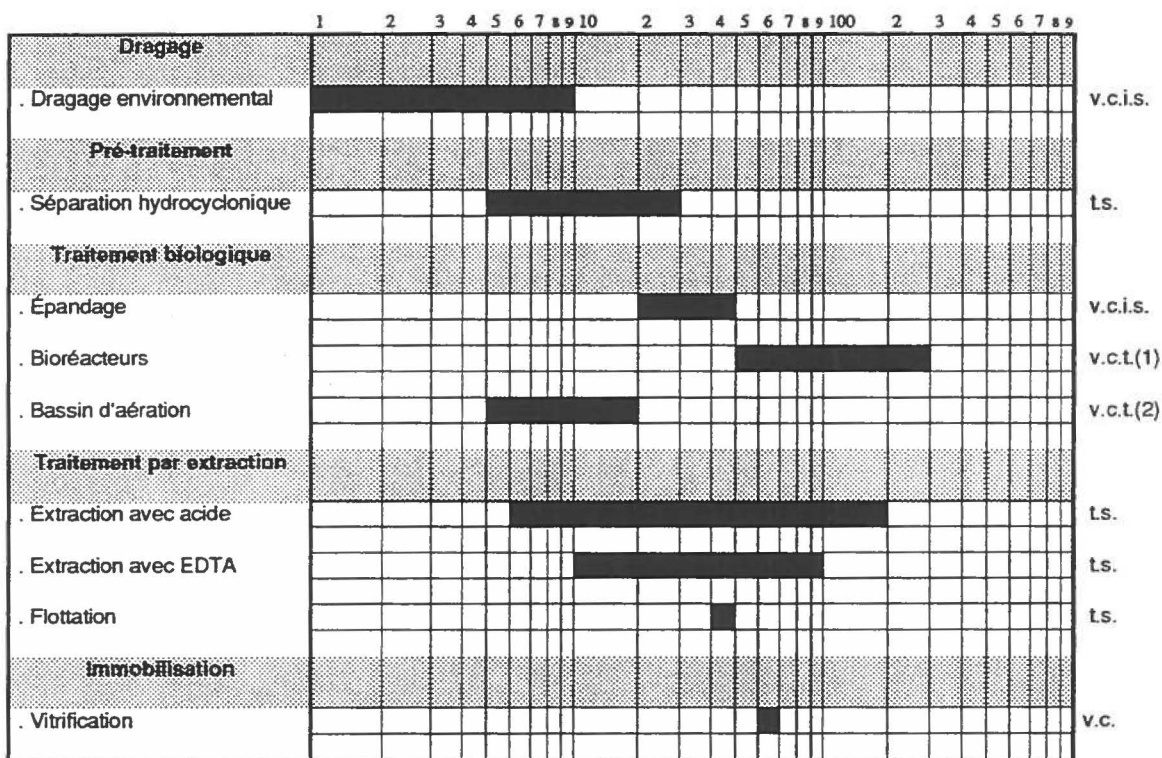 1 2 3 4 5 6 7 8 9 10 2 3 4 5 6 7 8 9 100 2 3 4 5 6 7 8 9
Dragage
. Dragage environnemental v.c.i.s.
Pré-traitement
. Séparation hydrocyclonique t.s.
Traitement biologique
. Épandage v.c.i.s.
. Bioréacteurs v.c.t.(1)
. Bassin d'aération v.c.t.(2)
Traitement par extraction
. Extraction avec acide t.s.
. Extraction avec EDTA t.s.
. Flottation t.s.
Immobilisation
. Vitrification v.c.